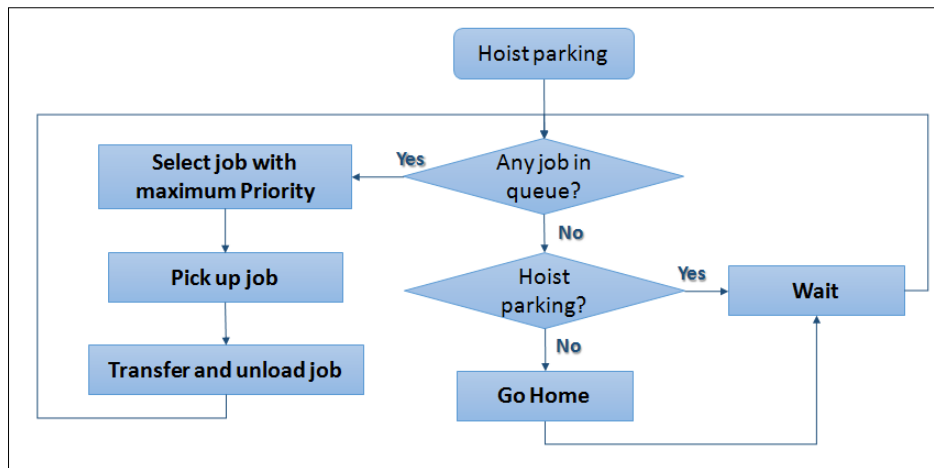 Hoist parking
Any job in
queue?
Yes
Select job with
maximum Priority
Pick up job
Transfer and unload job
No
Hoist
parking?
Yes
Wait
No
Go Home